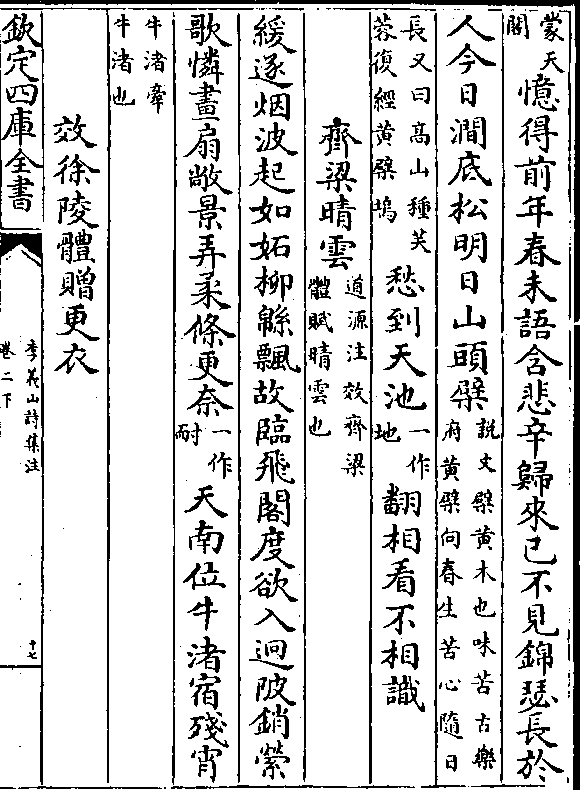 蒙天
閣
憶得前年春未語含悲辛歸來已不見錦瑟長於
人今日澗底松明日山頭檗
説文檗黄木也味苦古樂
府黄檗向春生苦心隨日
長又曰髙山種芙
蓉復經黄檗塢
愁到天池
一作
地
翻相看不相識
齊梁晴雲
道源注效齊梁
體賦晴雲也
緩逐烟波起如妬柳緜飄故臨飛閣度欲入迥陂銷縈
歌憐畫扇敞景弄柔條更奈
一作
耐
天南位牛渚宿殘宵
牛渚牽
牛渚也
效徐陵體贈更衣
欽定四庫全書
李義山詩集注
卷二下
十七